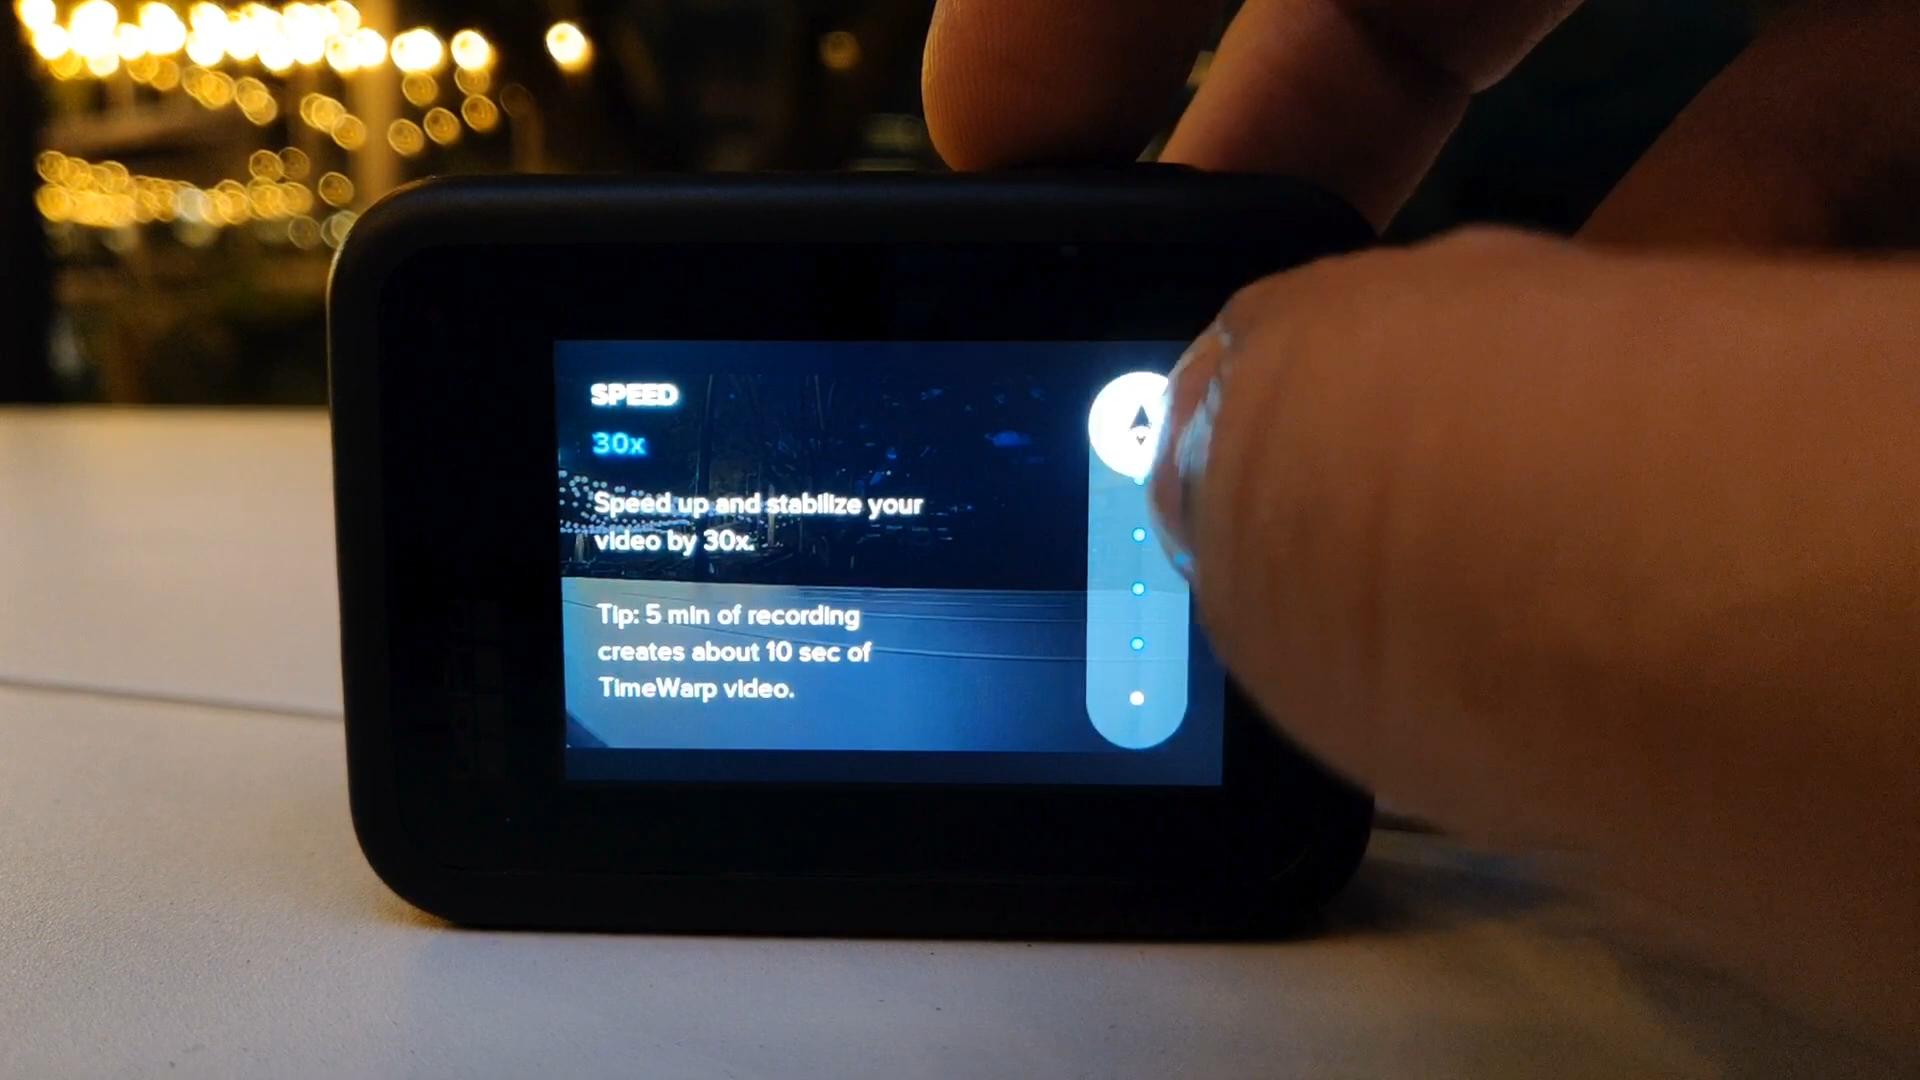 SPEED
30x
Speed up and stabilize your
video by 30x.
Tip: 5 min of recording
creates about 10 sec of
TimeWarp video.